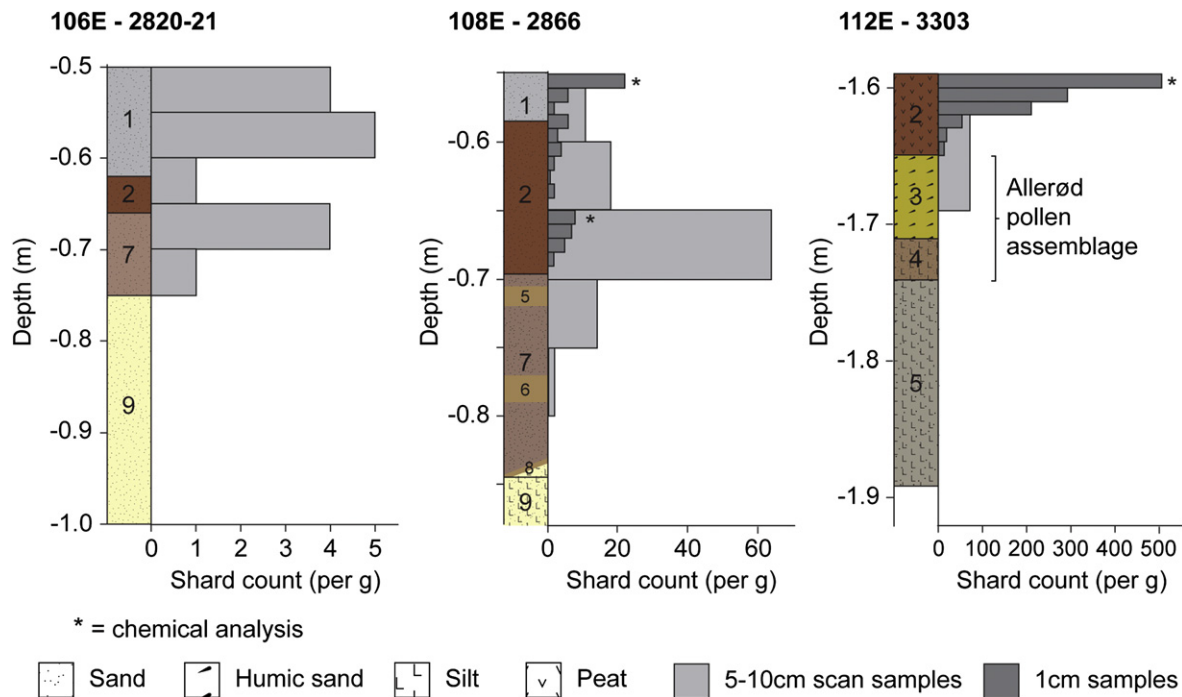 106E - 2820-21
-0.5
-0.6
-0.7
-0.8
-0.9
-1.0
Depth (m)
1
2
7
9
0 1 2 3 4 5
Shard count (per g)
108E - 2866
-0.6
-0.7
-0.8
Depth (m)
1
2
5
7
6
8
9
*
*
0 20 40 60
Shard count (per g)
112E - 3303
-1.6
-1.7
-1.8
-1.9
Depth (m)
2
3
4
5
*
Allerød
pollen
assemblage
0 100 200 300 400 500
Shard count (per g)
* = chemical analysis
Sand Humic sand Silt Peat 5-10cm scan samples 1cm samples